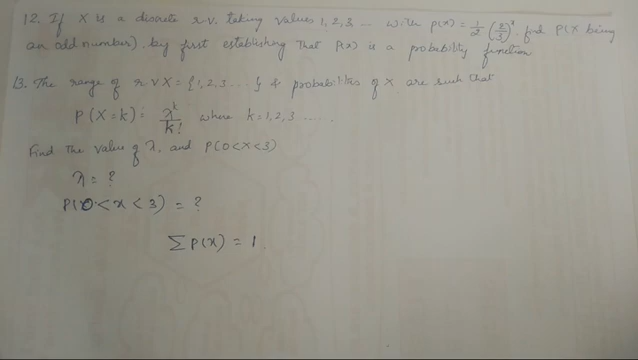 12. If X is a discrete r.v. taking values 1, 2, 3 ... with P(x) = 1/2 (2/3)^x. find P(X being
an odd number) by first establishing that P(x) is a probability function
13. The range of r v X = {1, 2, 3 ....} & probabilities of X are such that
P(X=k) = λ^k/k! where k = 1, 2, 3 ......
Find the value of λ, and P(0<X<3)
λ = ?
P(0 < x < 3) = ?
∑ P(x) = 1.